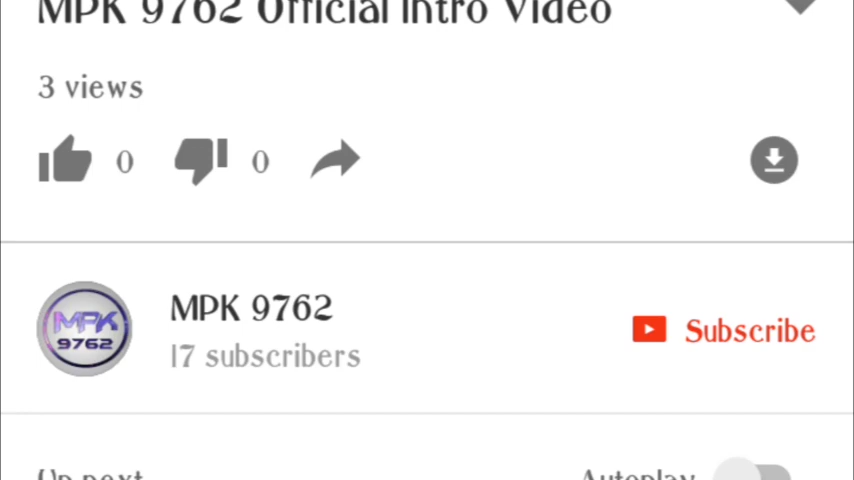 MPK 9762 Official Intro Video
3 views
0 0
MPK 9762
17 subscribers
Subscribe
MPK
9762
Up next
Autoplay